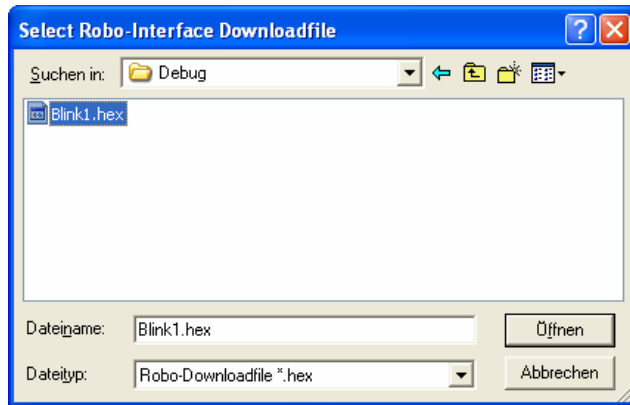 Select Robo-Interface Downloadfile
Suchen in: Debug
Blink1.hex
Dateiname: Blink1.hex Öffnen
Dateityp: Robo-Downloadfile *.hex Abbrechen